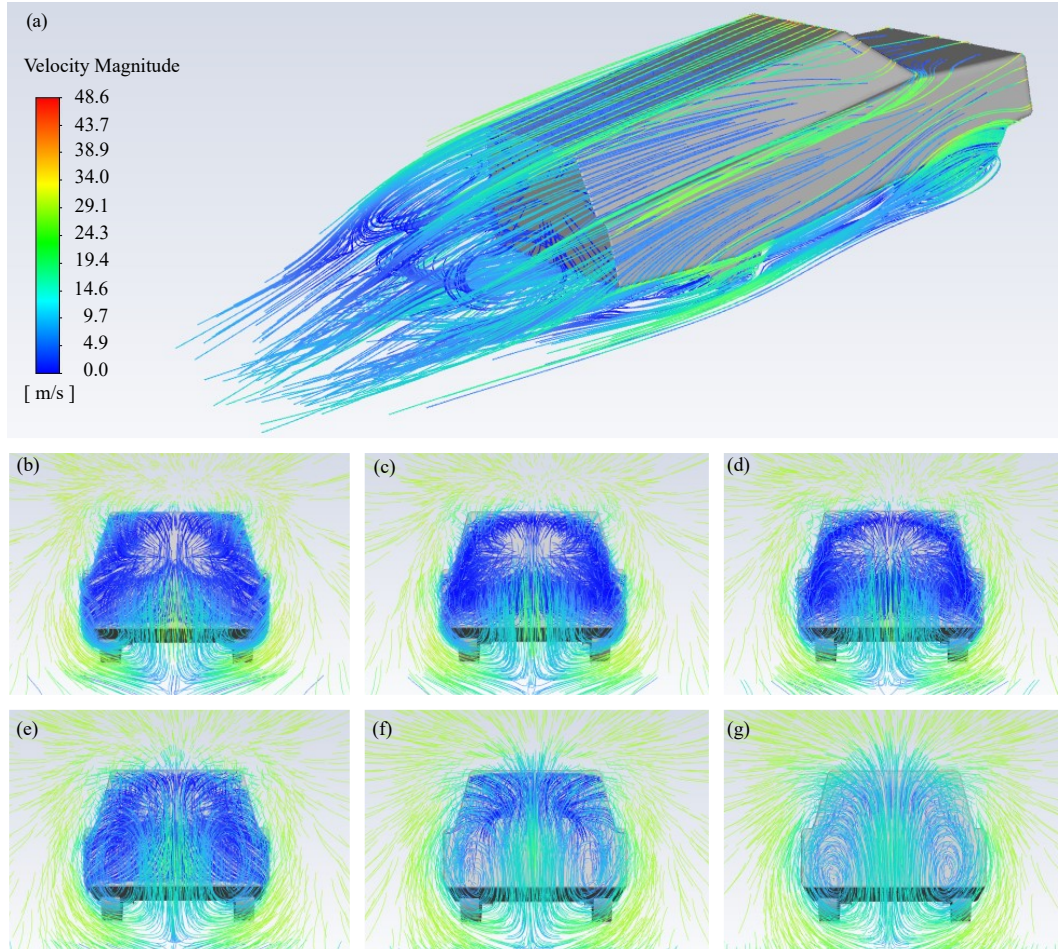 (a)
Velocity Magnitude
48.6
43.7
38.9
34.0
29.1
24.3
19.4
14.6
9.7
4.9
0.0
[ m/s ]
(b)
(c)
(d)
(e)
(f)
(g)